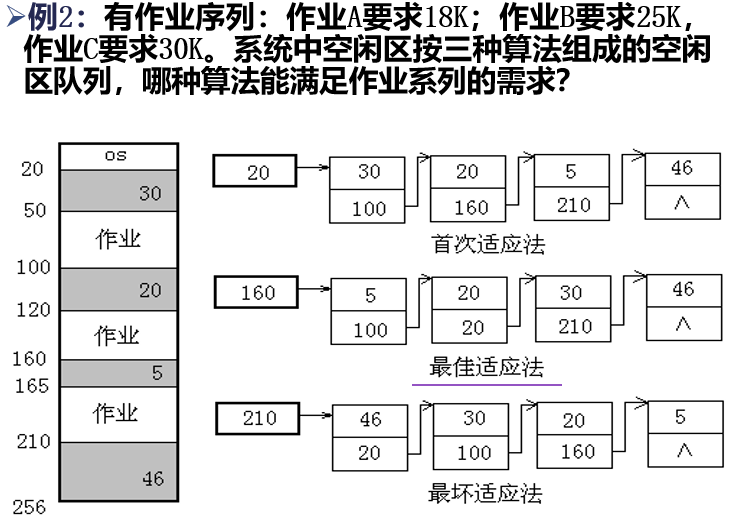 ➢例2：有作业序列：作业A要求18K；作业B要求25K，
作业C要求30K。系统中空闲区按三种算法组成的空闲
区队列，哪种算法能满足作业系列的需求？
os
20
30
50
作业
100
20
120
作业
160
5
165
作业
210
46
256
20 30 20 5 46
100 160 210 ∧
首次适应法
160 5 20 30 46
100 20 210 ∧
最佳适应法
210 46 30 20 5
20 100 160 ∧
最坏适应法